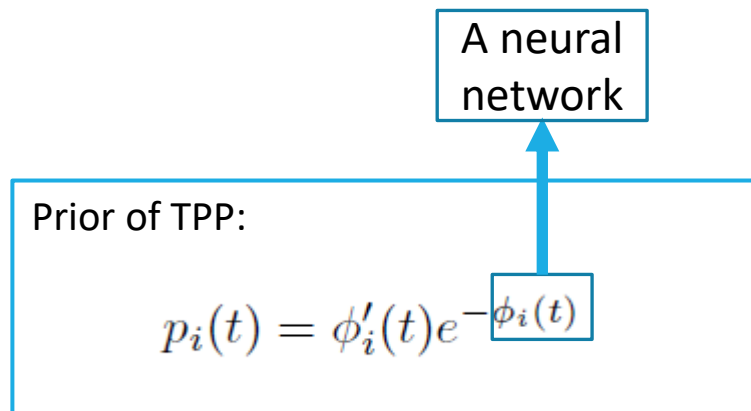 A neural
network
Prior of TPP:
p_i(t) = ϕ′_i(t)e^{−ϕ_i(t)}